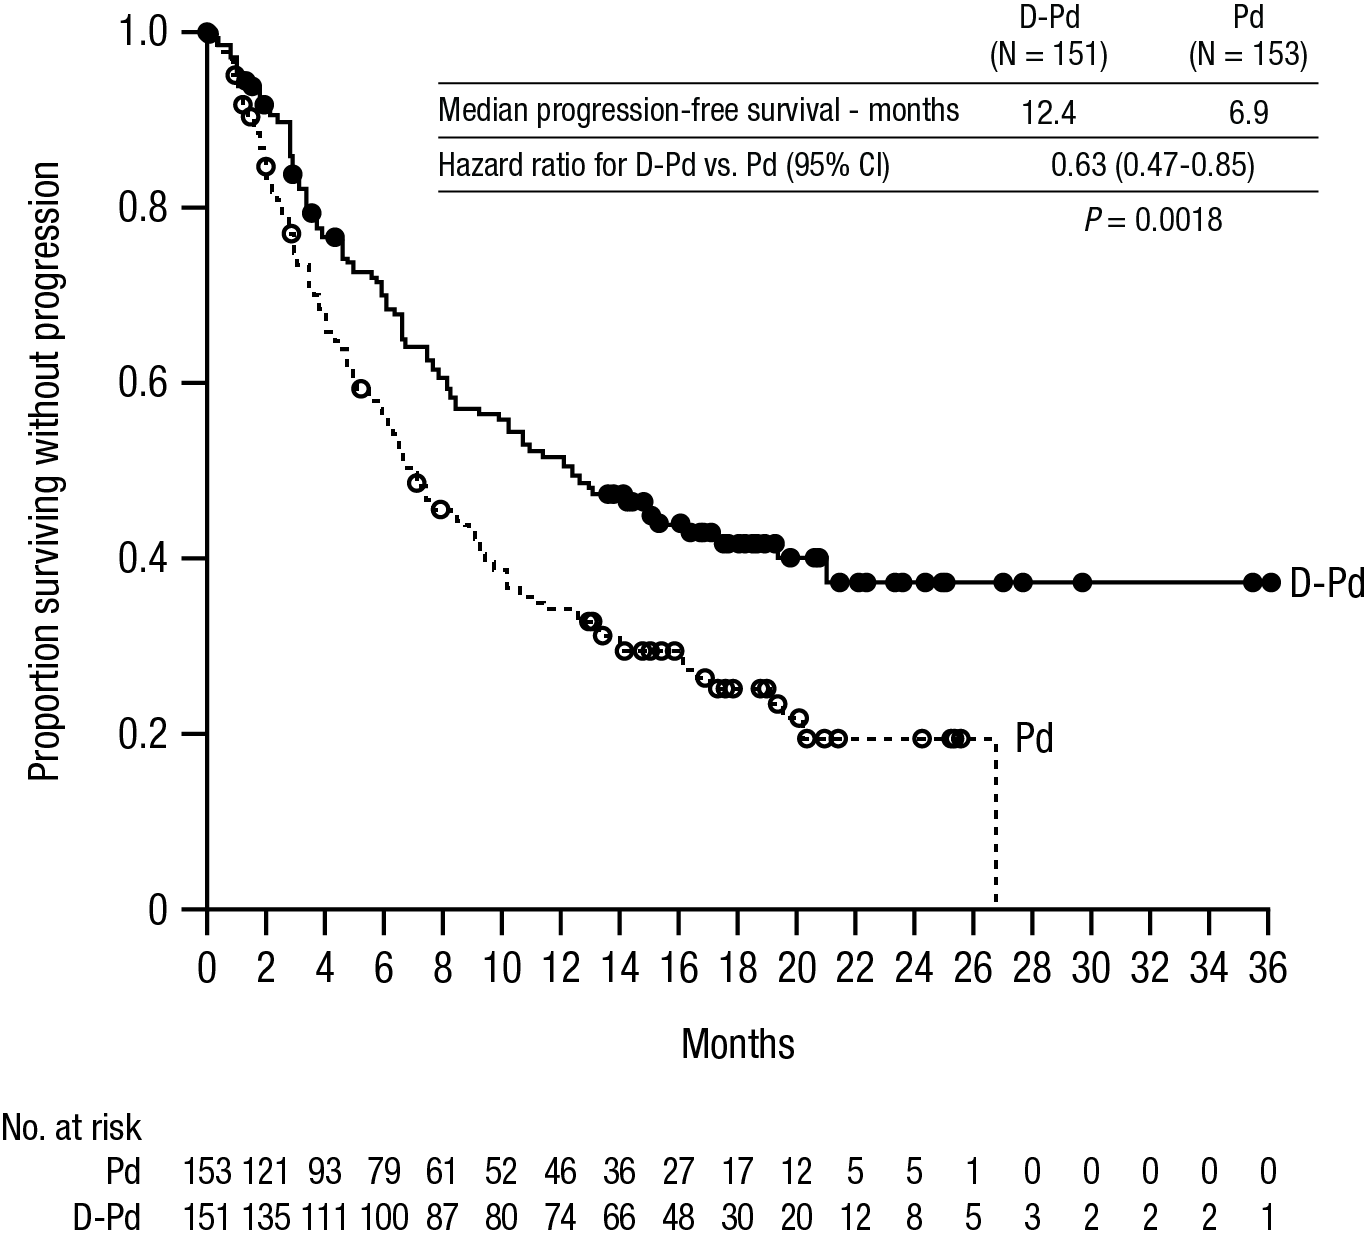 D-Pd Pd
(N = 151) (N = 153)
Median progression-free survival - months 12.4 6.9
Hazard ratio for D-Pd vs. Pd (95% CI) 0.63 (0.47-0.85)
P = 0.0018
Proportion surviving without progression
1.0
0.8
0.6
0.4
0.2
0
D-Pd
Pd
0 2 4 6 8 10 12 14 16 18 20 22 24 26 28 30 32 34 36
Months
No. at risk
Pd 153 121 93 79 61 52 46 36 27 17 12 5 5 1 0 0 0 0 0
D-Pd 151 135 111 100 87 80 74 66 48 30 20 12 8 5 3 2 2 2 1